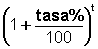 (1 + tasa% / 100)^t